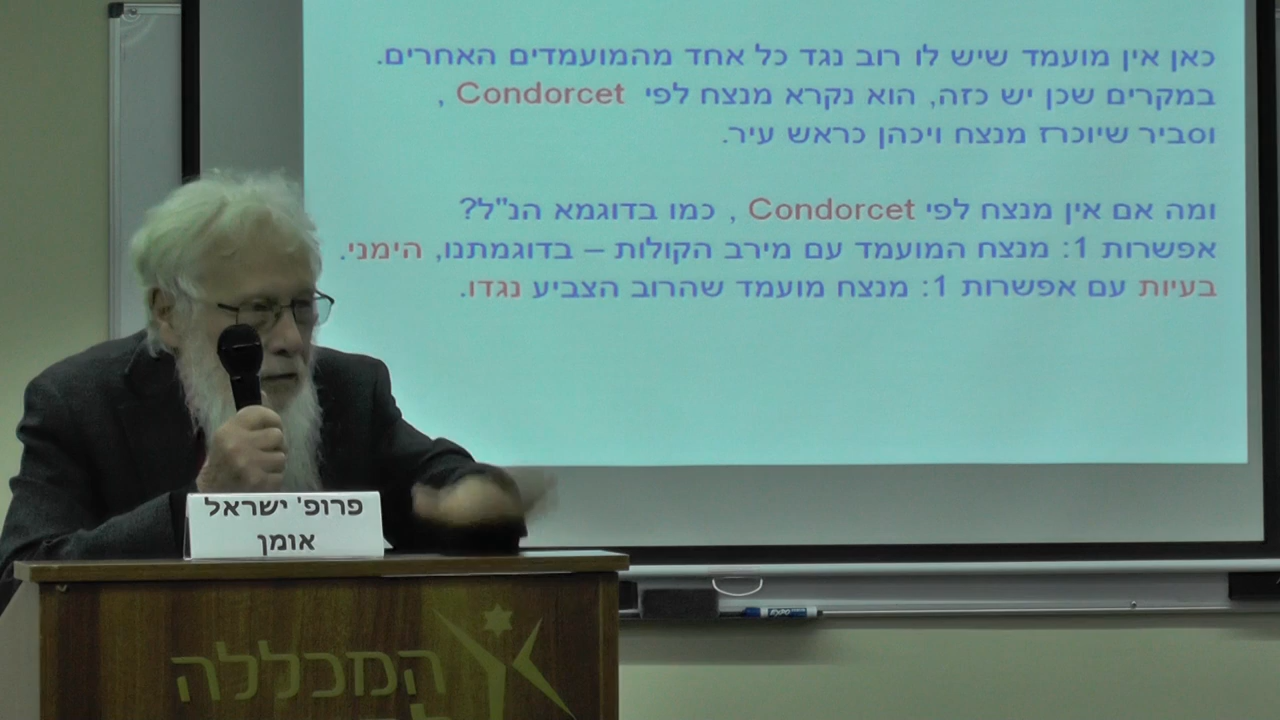 כאן אין מועמד שיש לו רוב נגד כל אחד מהמועמדים האחרים.
במקרים שכן יש כזה, הוא נקרא מנצח לפי Condorcet ,
וסביר שיוכרז מנצח ויכהן כראש עיר.
ומה אם אין מנצח לפי Condorcet , כמו בדוגמא הנ"ל?
אפשרות 1: מנצח המועמד עם מירב הקולות – בדוגמתנו, הימני.
בעיות עם אפשרות 1: מנצח מועמד שהרוב הצביע נגדו.
פרופ' ישראל
אומן
המכללה